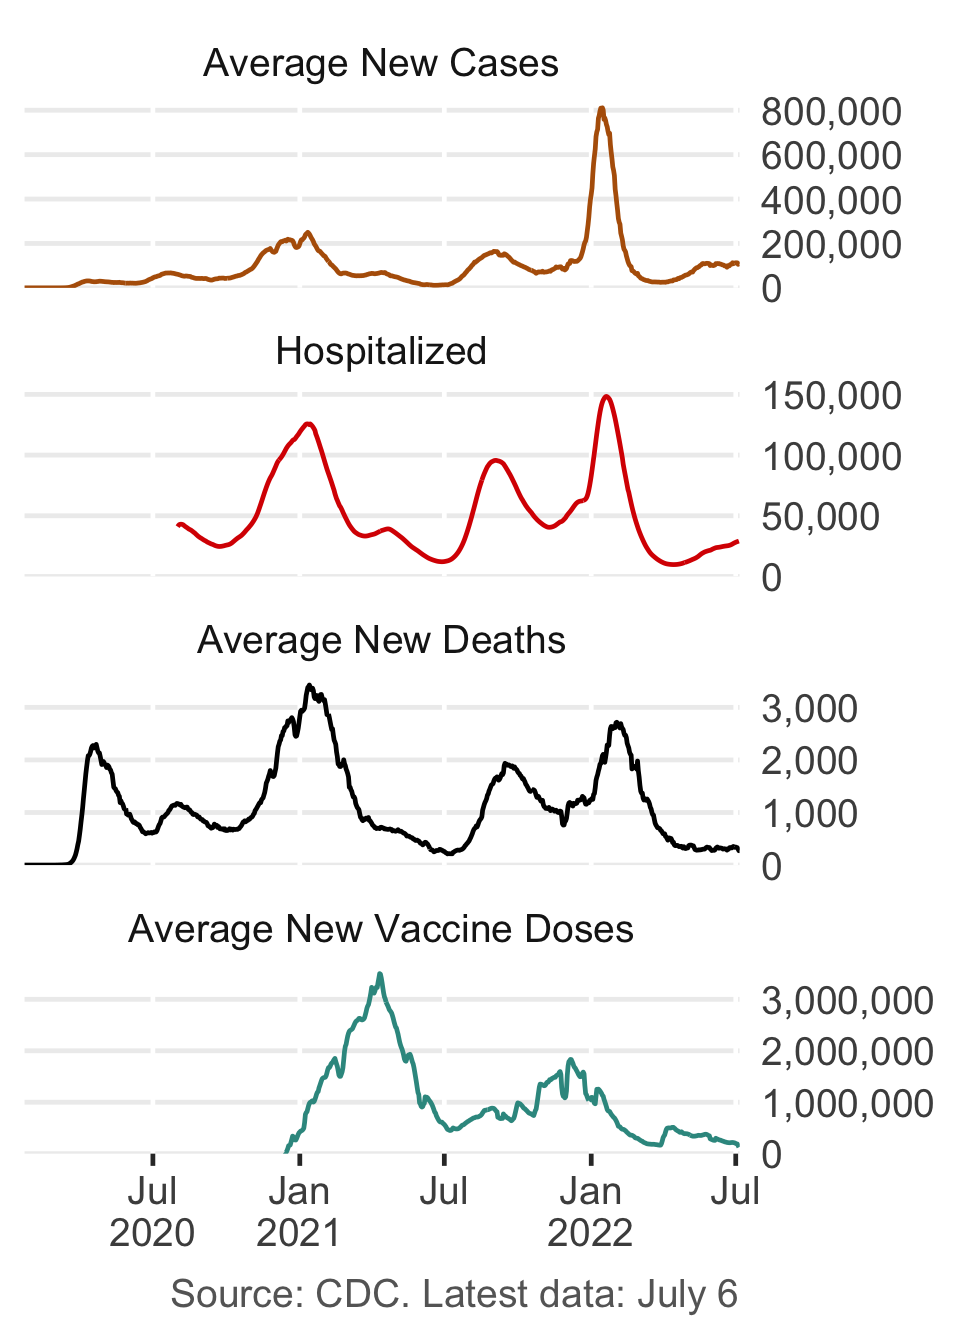 Average New Cases
800,000
600,000
400,000
200,000
0
Hospitalized
150,000
100,000
50,000
0
Average New Deaths
3,000
2,000
1,000
0
Average New Vaccine Doses
3,000,000
2,000,000
1,000,000
0
Jul Jan Jul Jan Jul
2020 2021 2022
Source: CDC. Latest data: July 6